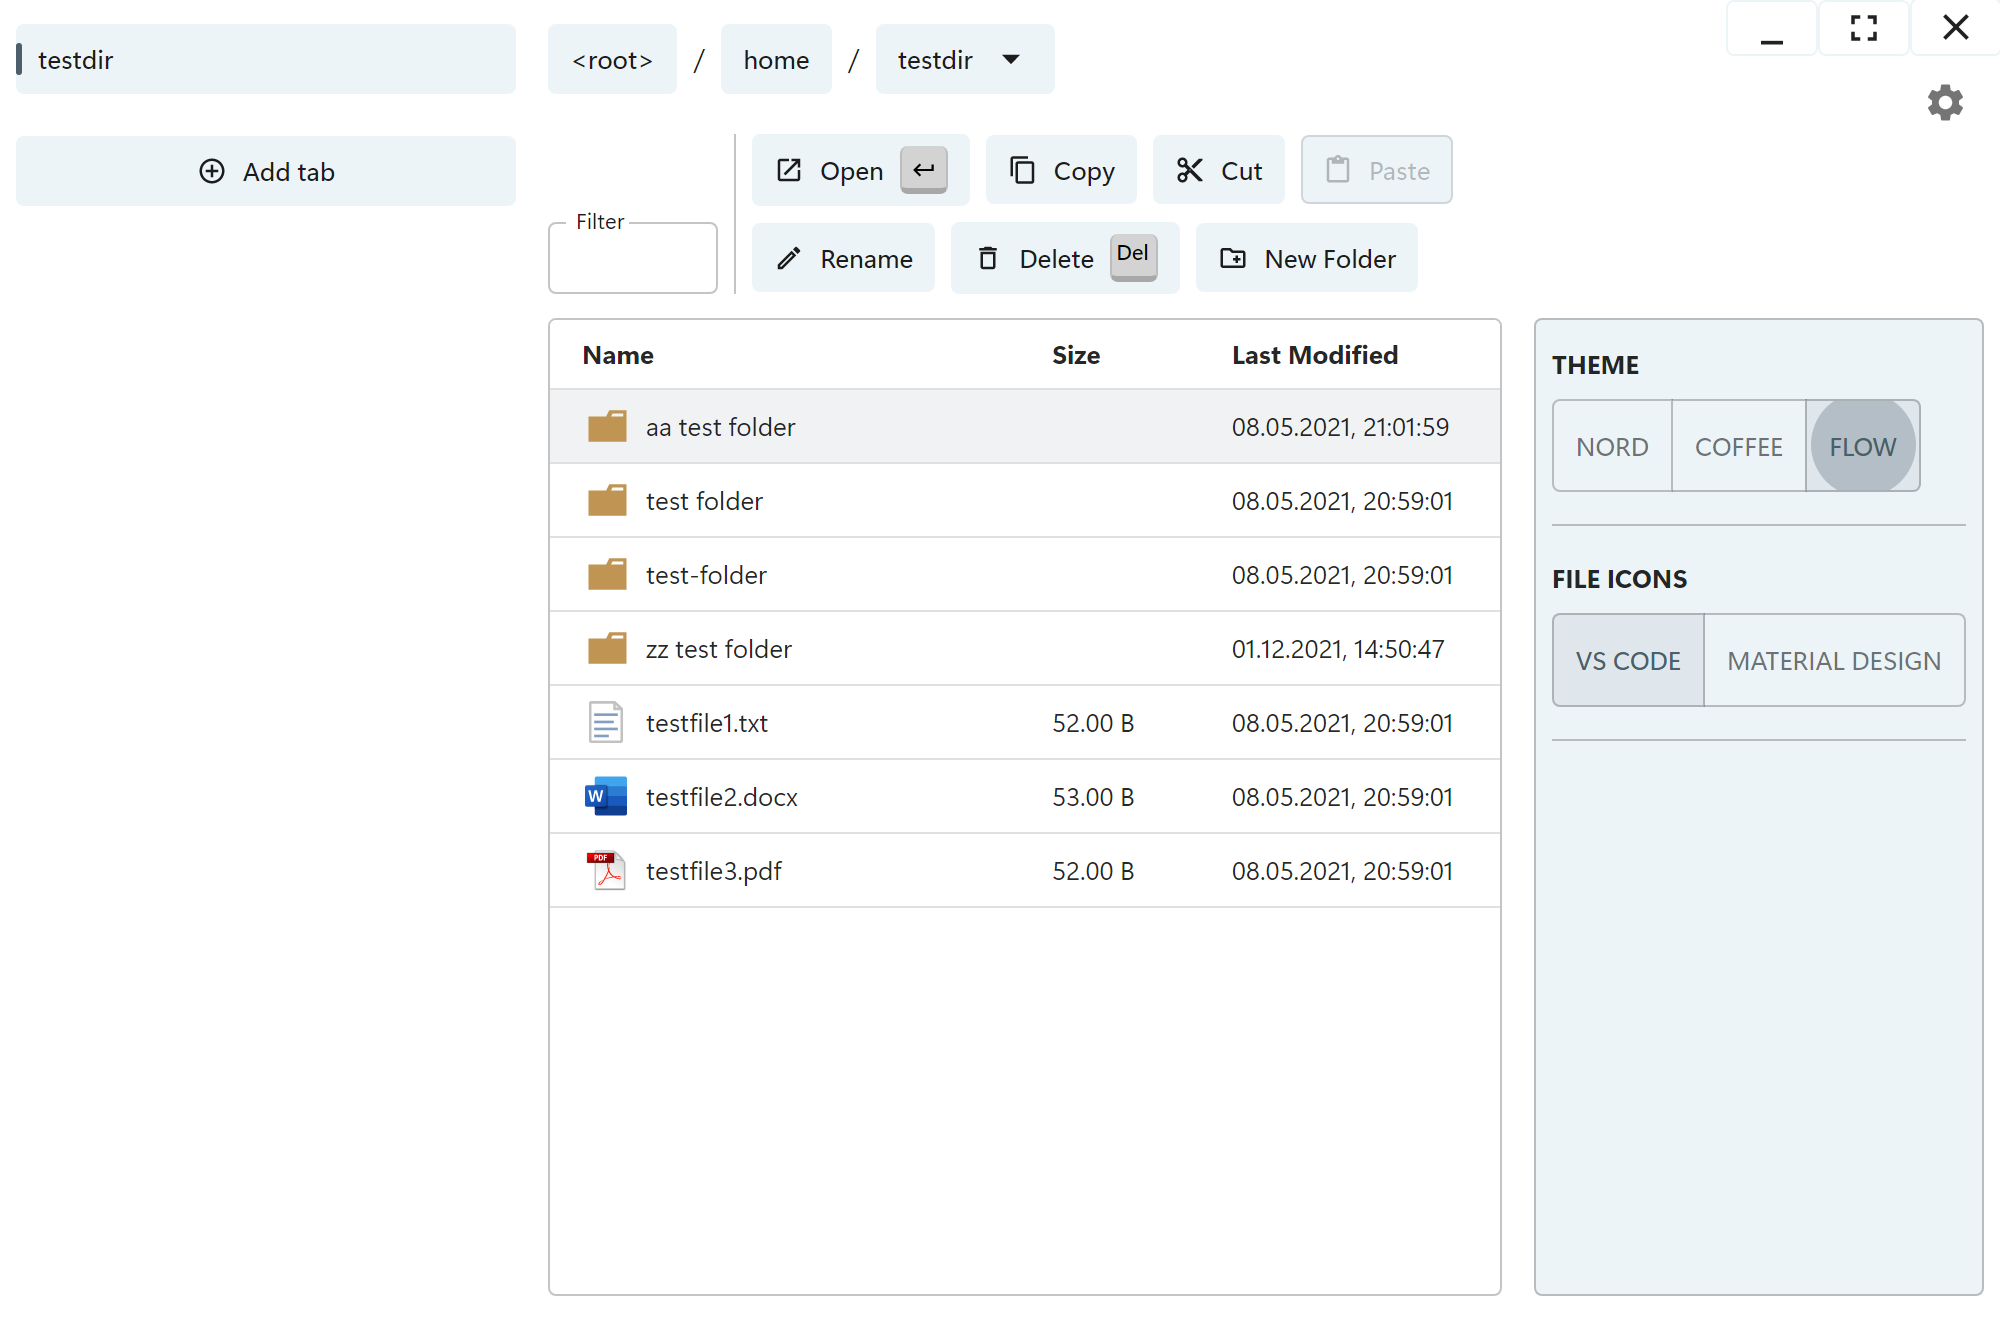 testdir
<root> / home / testdir
Add tab
Open Copy Cut Paste
Filter
Rename Delete Del New Folder
Name Size Last Modified
aa test folder 08.05.2021, 21:01:59
test folder 08.05.2021, 20:59:01
test-folder 08.05.2021, 20:59:01
zz test folder 01.12.2021, 14:50:47
testfile1.txt 52.00 B 08.05.2021, 20:59:01
W testfile2.docx 53.00 B 08.05.2021, 20:59:01
PDF testfile3.pdf 52.00 B 08.05.2021, 20:59:01
THEME
NORD COFFEE FLOW
FILE ICONS
VS CODE MATERIAL DESIGN